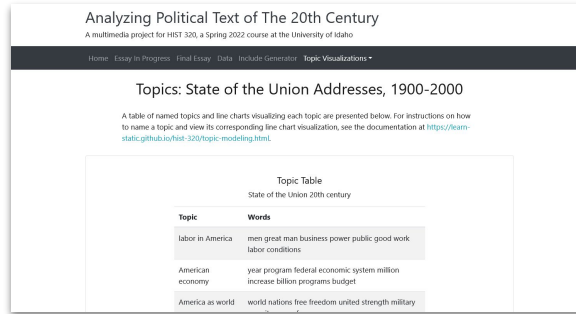 Analyzing Political Text of The 20th Century
A multimedia project for HIST 320, a Spring 2022 course at the University of Idaho
Home Essay In Progress Final Essay Data Include Generator Topic Visualizations
Topics: State of the Union Addresses, 1900-2000
A table of named topics and line charts visualizing each topic are presented below. For instructions on how
to name a topic and view its corresponding line chart visualization, see the documentation at https://learn-
static.github.io/hist-320/topic-modeling.html.
Topic Table
State of the Union 20th century
Topic Words
labor in America men great man business power public good work
labor conditions
American year program federal economic system million
economy increase billion programs budget
America as world world nations free freedom united strength military